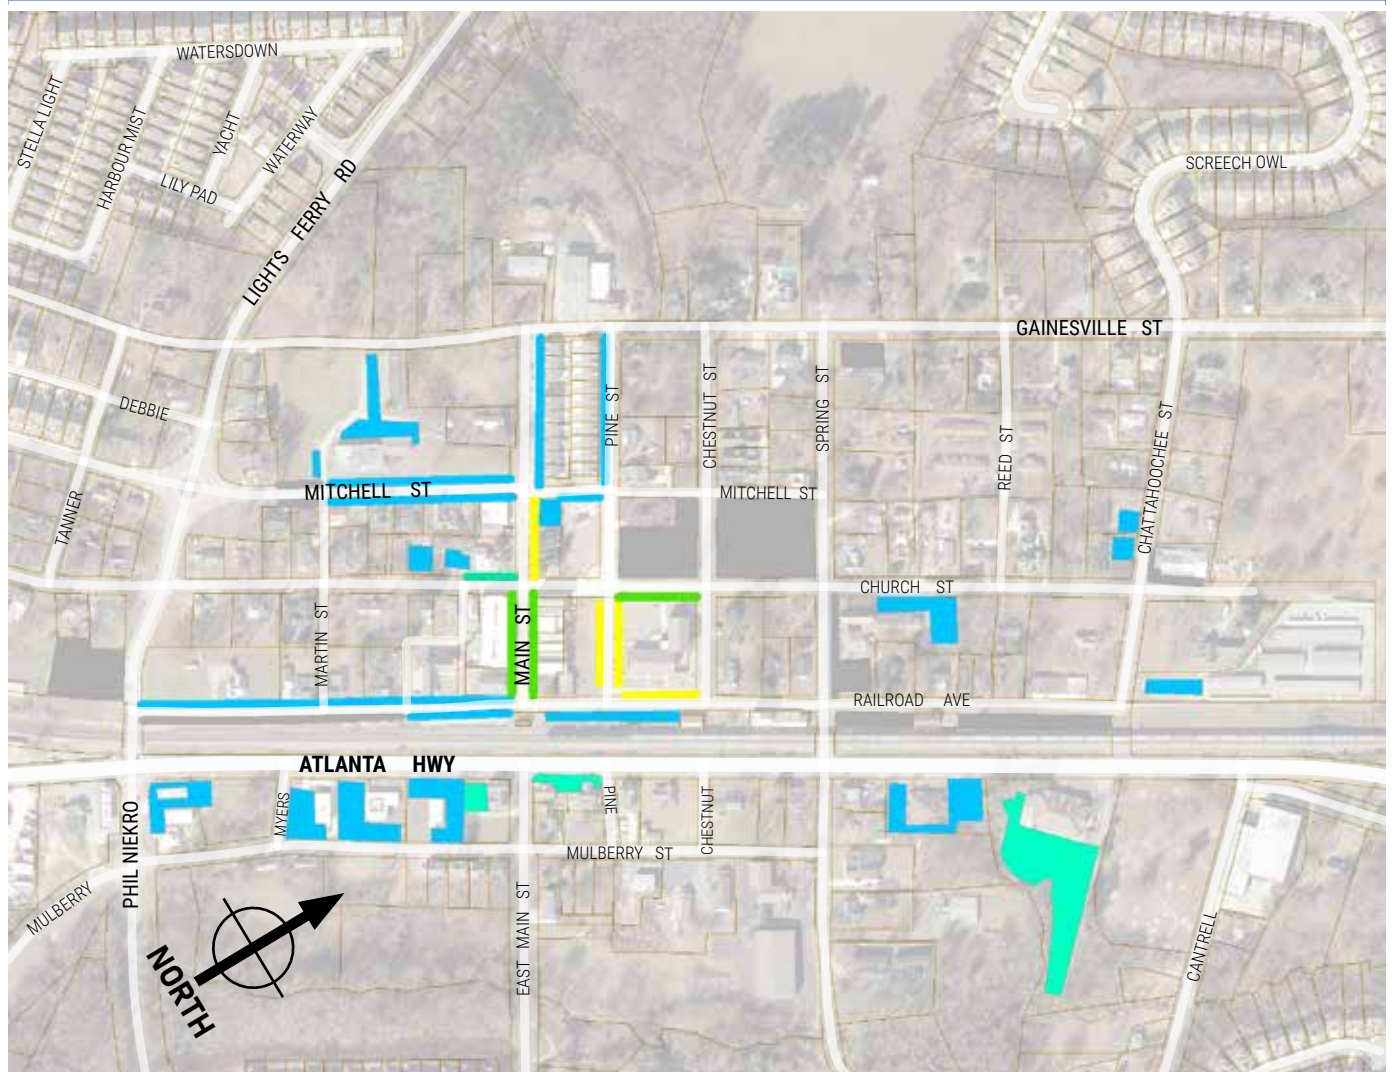 WATERSDOWN
STELLA LIGHT
HARBOUR MIST
YACHT
WATERWAY
LILY PAD
LIGHTS FERRY RD
SCREECH OWL
GAINESVILLE ST
DEBBIE
TANNER
PINE ST
CHESTNUT ST
SPRING ST
REED ST
CHATTAHOOCHEE ST
MITCHELL ST
MITCHELL ST
CHURCH ST
MARTIN ST
MAIN ST
RAILROAD AVE
ATLANTA HWY
MYERS
PINE
CHESTNUT
PHIL NIEKRO
MULBERRY ST
MULBERRY
EAST MAIN ST
CANTRELL
NORTH